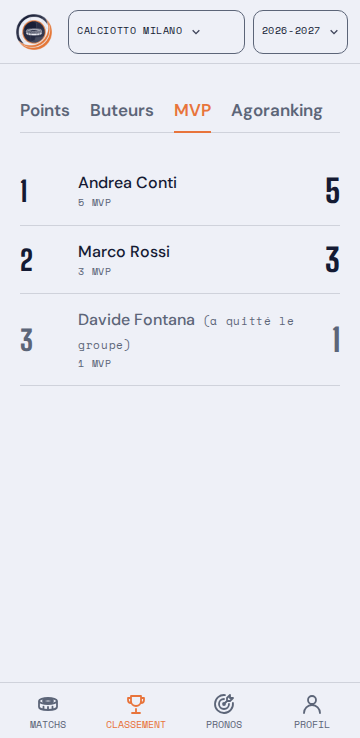 CALCIOTTO MILANO
2026-2027
Points
Buteurs
MVP
Agoranking
1
Andrea Conti
5 MVP
5
2
Marco Rossi
3 MVP
3
3
Davide Fontana (a quitté le
groupe)
1 MVP
1
MATCHS
CLASSEMENT
PRONOS
PROFIL